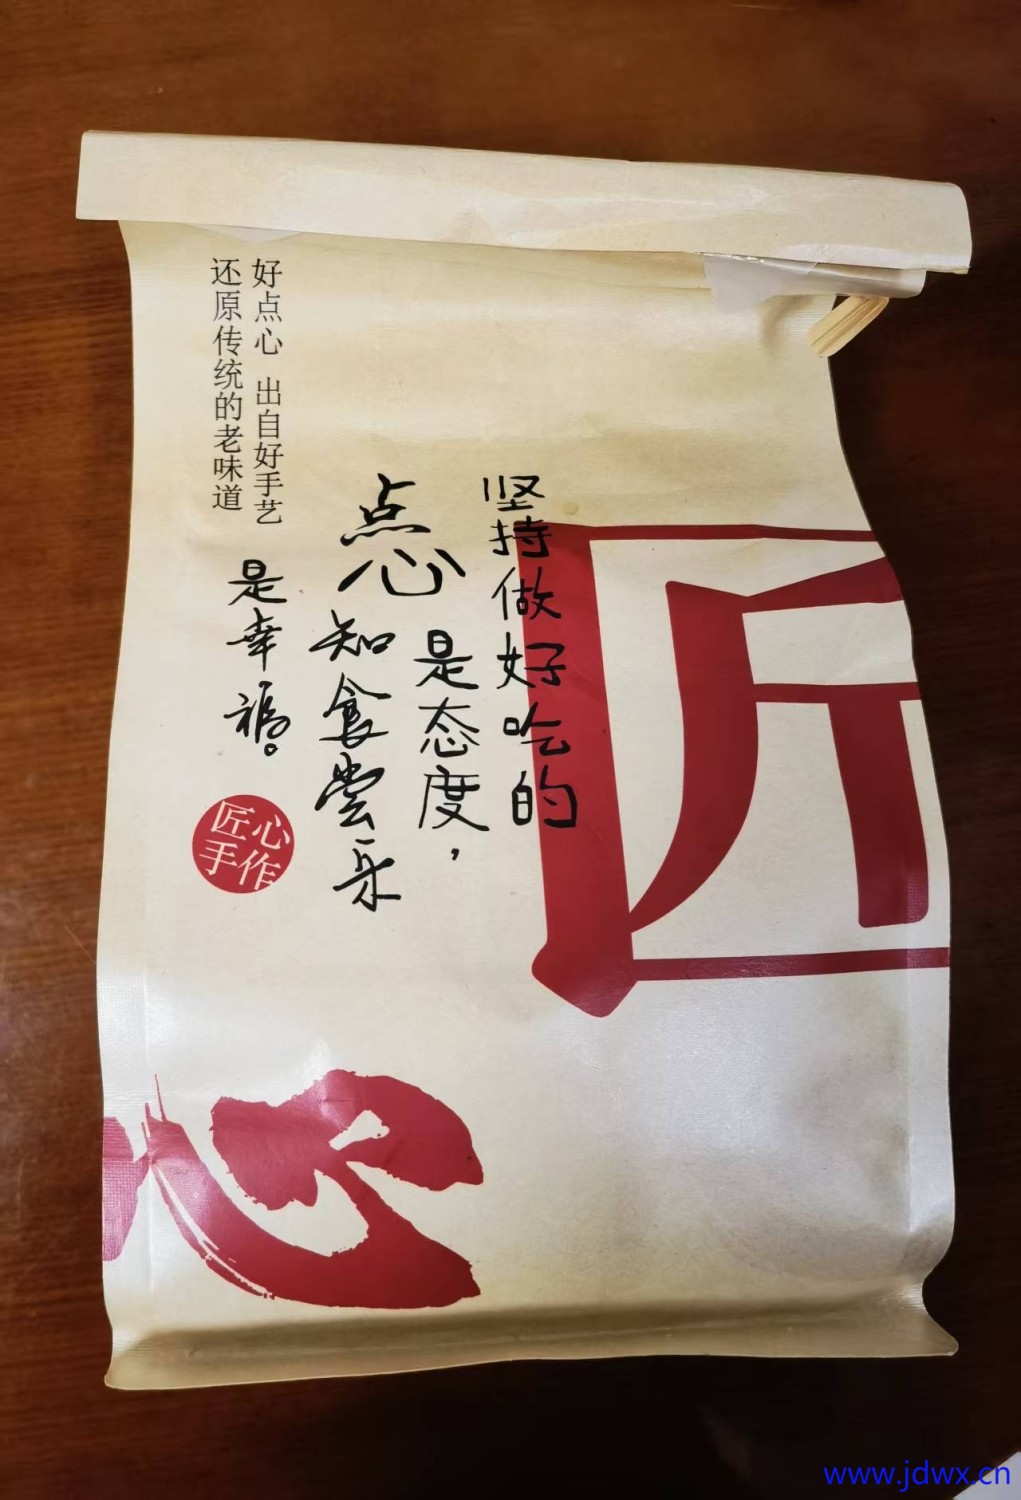 坚持做好吃的
是态度，
点心
知食尝乐
是幸福。
好点心 出自好手艺
还原传统的老味道
匠心
手作
匠
心
www.jdwx.cn